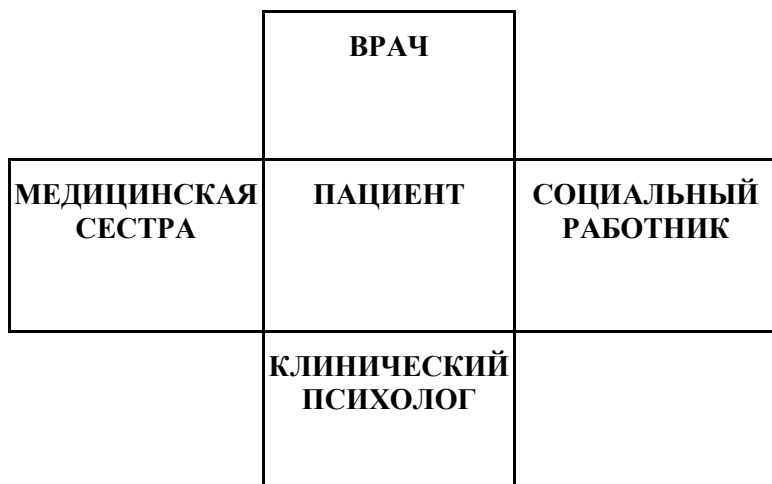 ВРАЧ
МЕДИЦИНСКАЯ
СЕСТРА
ПАЦИЕНТ
СОЦИАЛЬНЫЙ
РАБОТНИК
КЛИНИЧЕСКИЙ
ПСИХОЛОГ